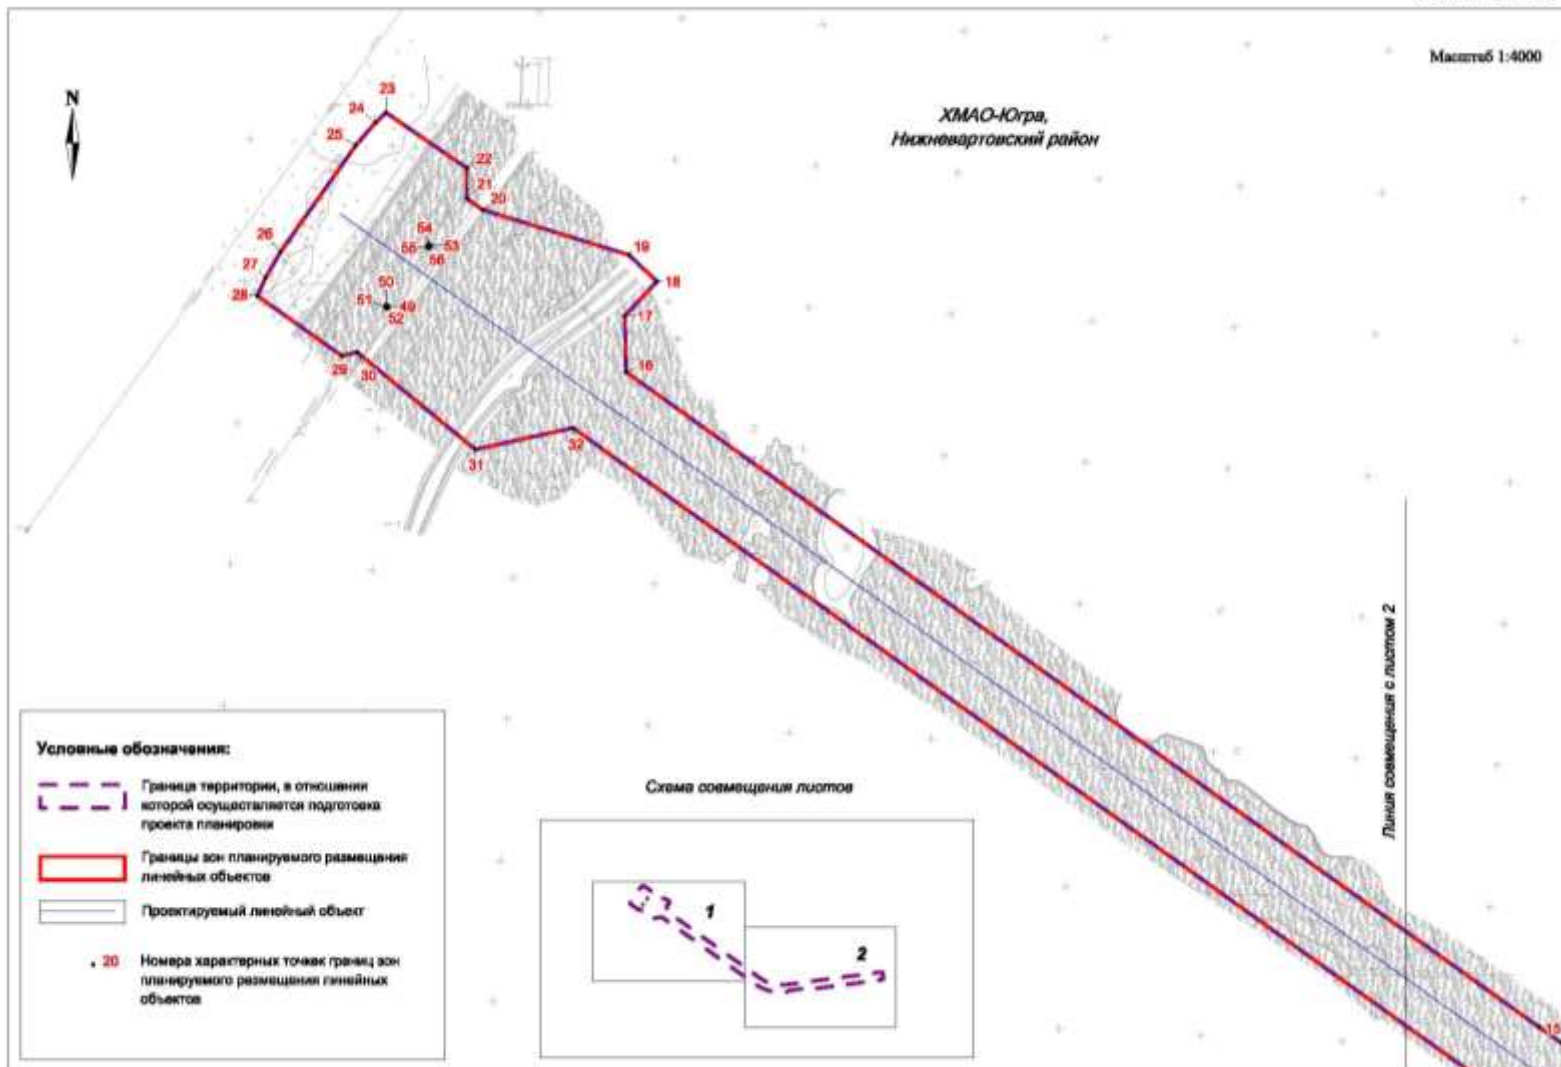 Масштаб 1:4000
N
ХМАО-Югра,
Нижневартовский район
23
24
25
22
21
20
54
55
53
56
19
18
26
27
28
50
51
49
52
17
16
29
30
31
32
Линия совмещения с листом 2
15
Условные обозначения:
Граница территории, в отношении
которой осуществляется подготовка
проекта планировки
Границы зон планируемого размещения
линейных объектов
Проектируемый линейный объект
20
Номера характерных точек границ зон
планируемого размещения линейных
объектов
Схема совмещения листов
1
2